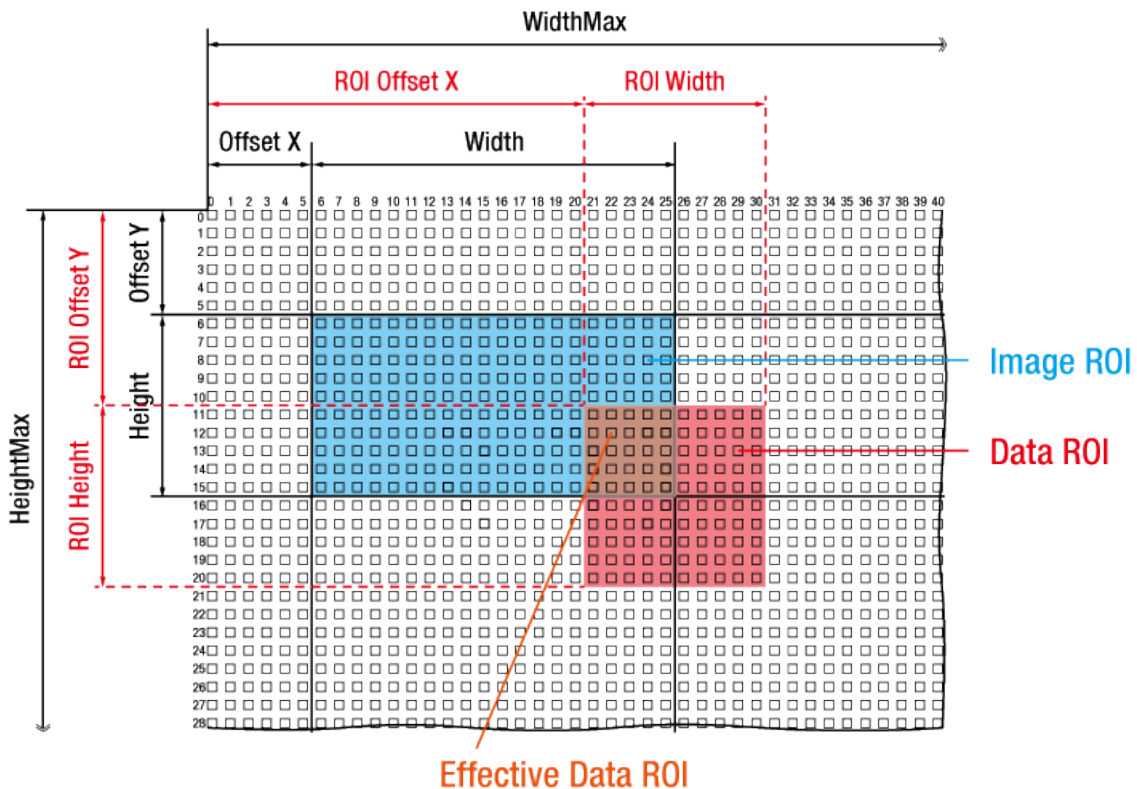 WidthMax
ROI Offset X
ROI Width
Offset X
Width
0 1 2 3 4 5 6 7 8 9 10 11 12 13 14 15 16 17 18 19 20 21 22 23 24 25 26 27 28 29 30 31 32 33 34 35 36 37 38 39 40
HeightMax
ROI Offset Y
ROI Height
Offset Y
Height
0
1
2
3
4
5
6
7
8
9
10
11
12
13
14
15
16
17
18
19
20
21
22
23
24
25
26
27
28
Image ROI
Data ROI
Effective Data ROI